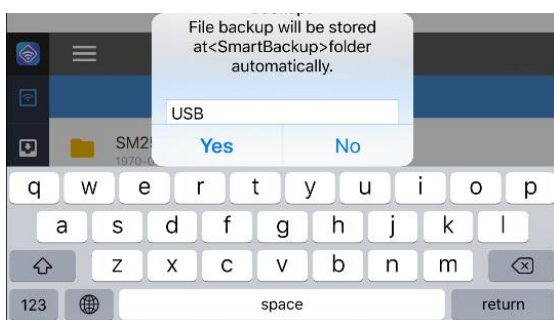 File backup will be stored
at<SmartBackup>folder
automatically.
USB
Yes No
q w e r t y u i o p
a s d f g h j k l
z x c v b n m
123 space return